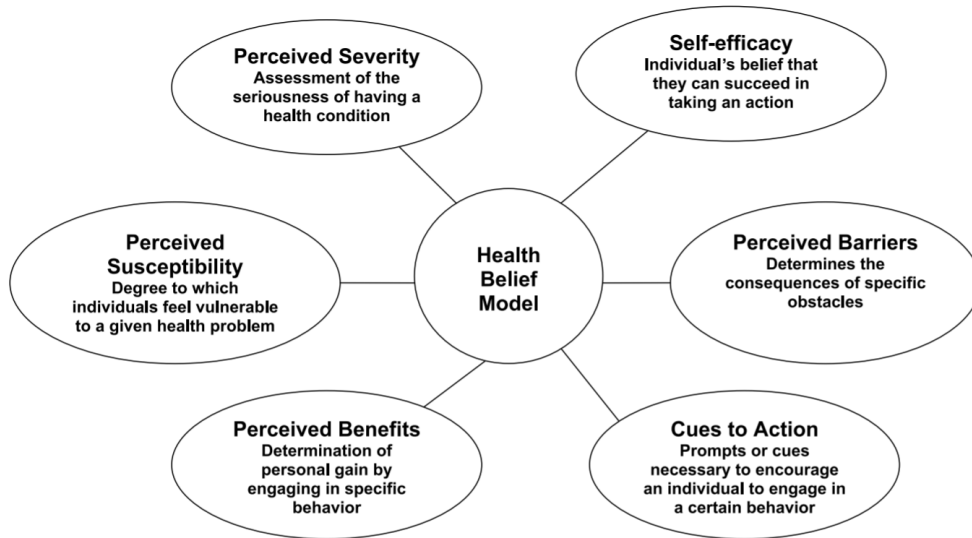 Perceived Severity
Assessment of the
seriousness of having a
health condition
Self-efficacy
Individual's belief that
they can succeed in
taking an action
Perceived
Susceptibility
Degree to which
individuals feel vulnerable
to a given health problem
Health
Belief
Model
Perceived Barriers
Determines the
consequences of specific
obstacles
Perceived Benefits
Determination of
personal gain by
engaging in specific
behavior
Cues to Action
Prompts or cues
necessary to encourage
an individual to engage in
a certain behavior